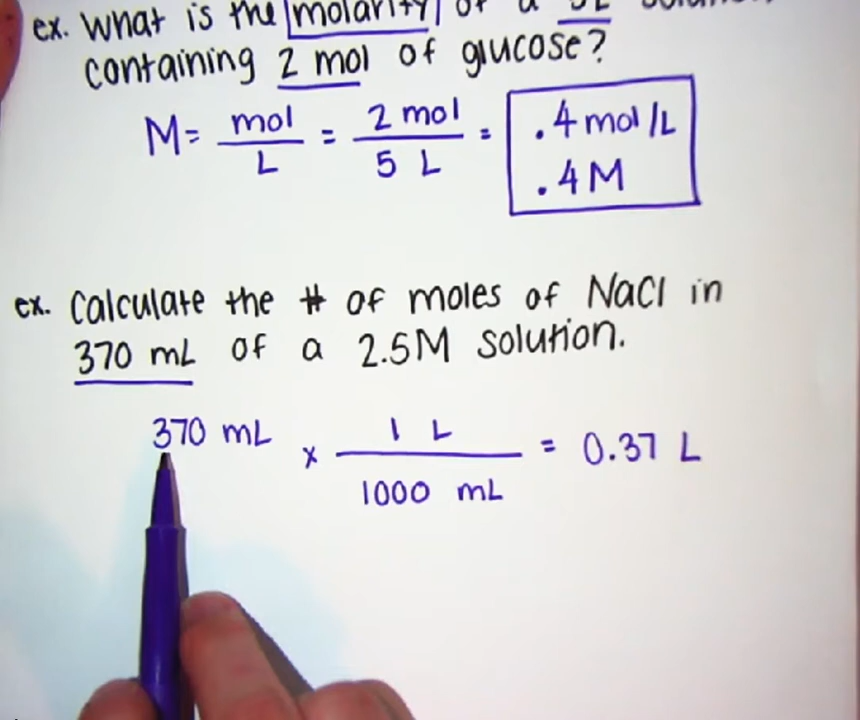 ex. What is the molarity of a 5L
containing 2 mol of glucose?
M = mol / L = 2 mol / 5 L = .4 mol/L
.4 M
ex. Calculate the # of moles of NaCl in
370 mL of a 2.5M solution.
370 mL x 1 L / 1000 mL = 0.37 L